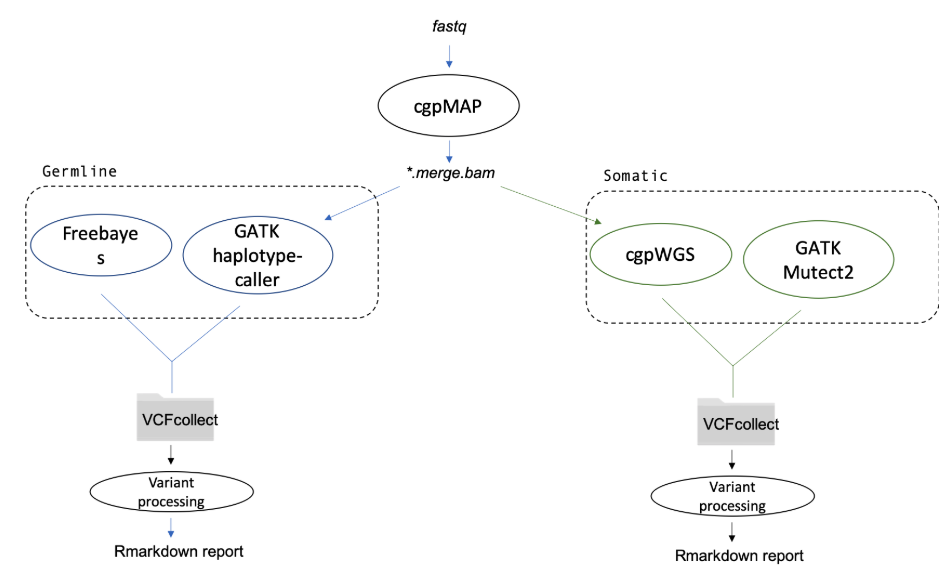 fastq
cgpMAP
*.merge.bam
Germline
Somatic
Freebaye
s
GATK
haplotype-
caller
cgpWGS
GATK
Mutect2
VCFcollect
VCFcollect
Variant
processing
Variant
processing
Rmarkdown report
Rmarkdown report